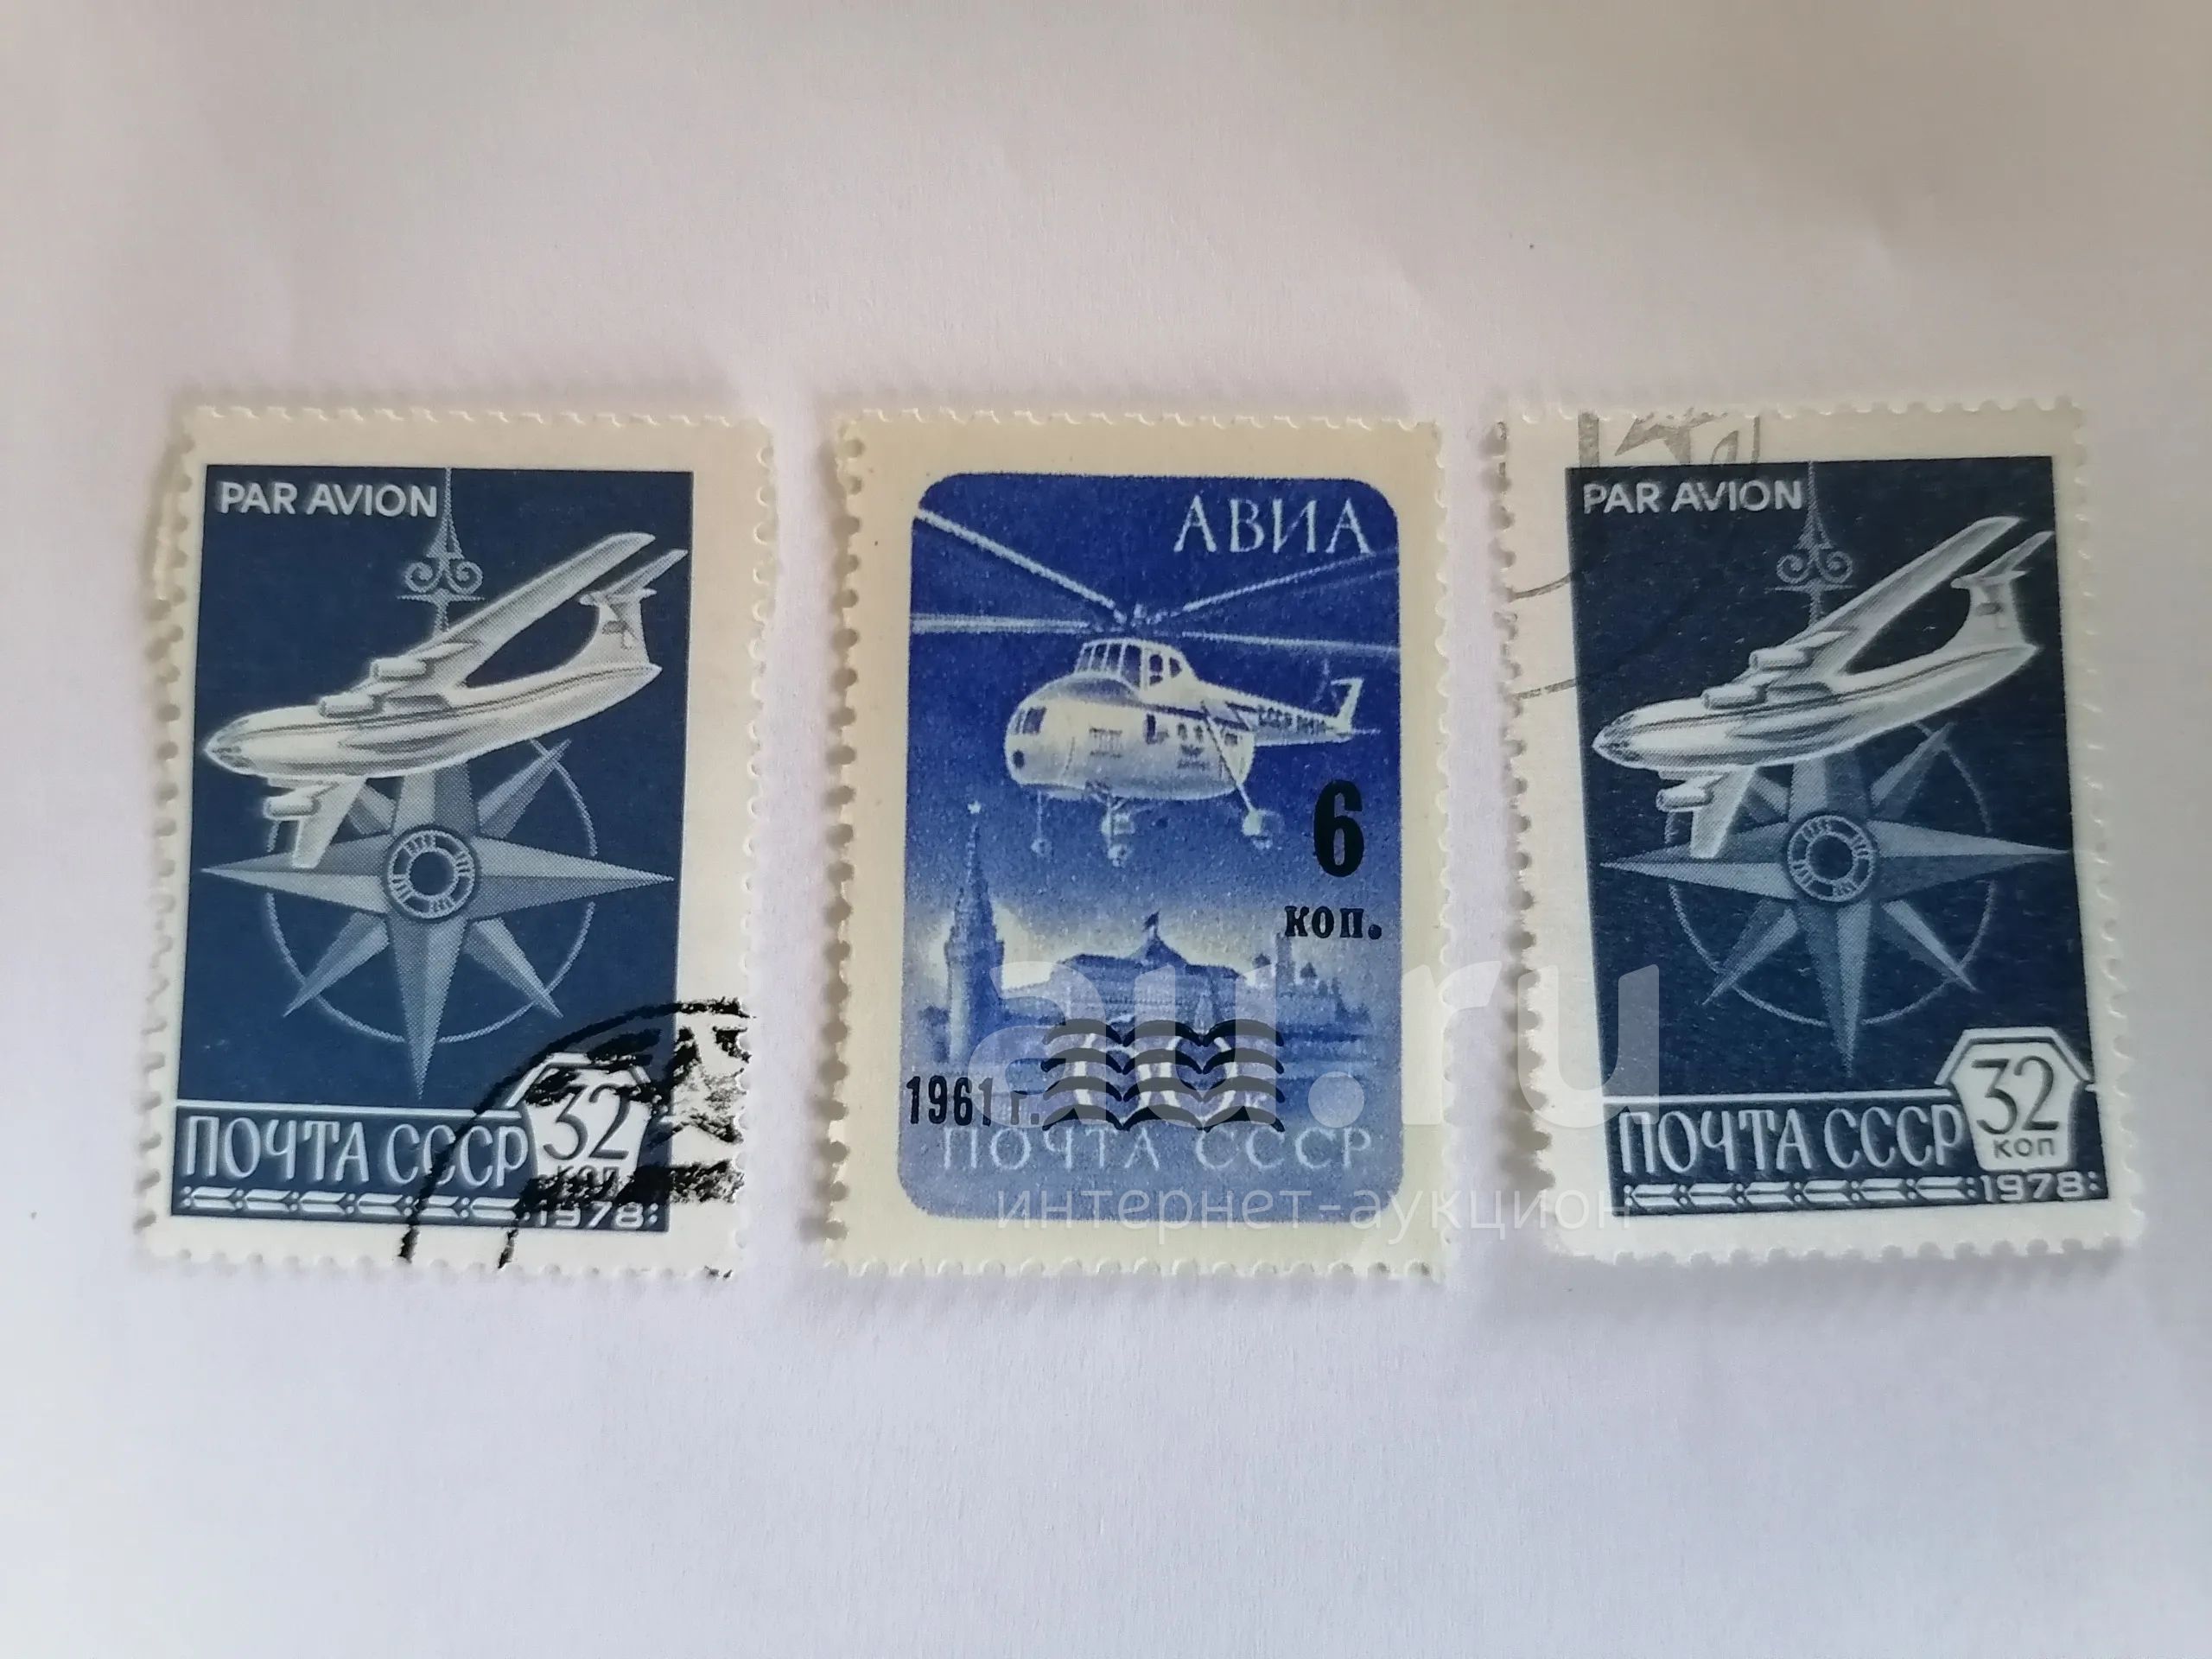 PAR AVION
ПОЧТА СССР
32
коп
1978
АВИА
6
коп.
1961 г.
60 к
ПОЧТА СССР
PAR AVION
ПОЧТА СССР
32
коп
1978
au.ru
интернет-аукцион